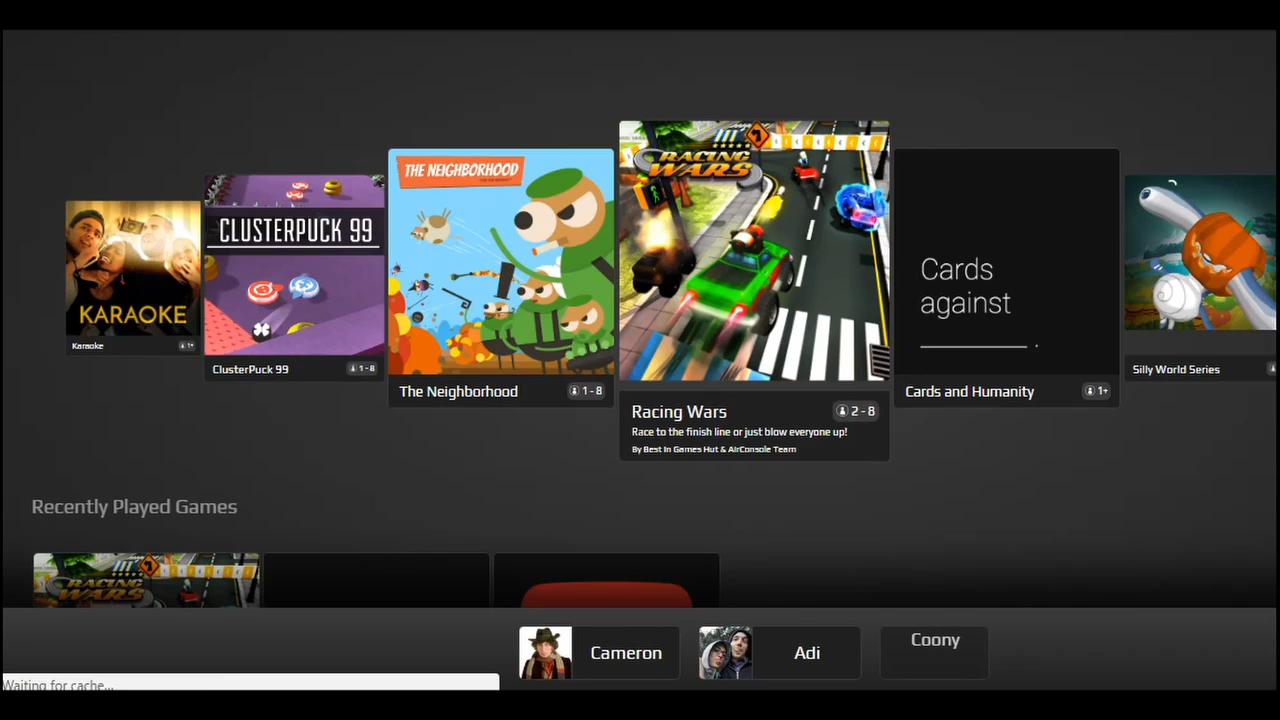 KARAOKE
Karaoke
1+
CLUSTERPUCK 99
ClusterPuck 99
1 - 8
THE NEIGHBORHOOD
The Neighborhood
1 - 8
RACING
WARS
Racing Wars
2 - 8
Race to the finish line or just blow everyone up!
By Best In Games Hut & AirConsole Team
Cards
against
Cards and Humanity
1+
Silly World Series
Recently Played Games
RACING
WARS
Cameron
Adi
Coony
Waiting for cache...